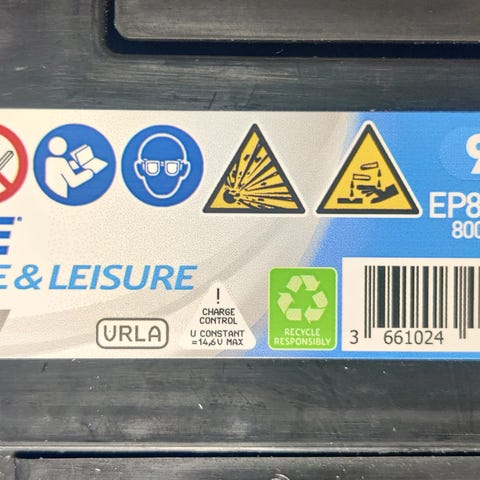 9
EP8
800
E & LEISURE
!
CHARGE
CONTROL
U CONSTANT
=14,6V MAX
VRLA
RECYCLE
RESPONSIBLY
3 661024